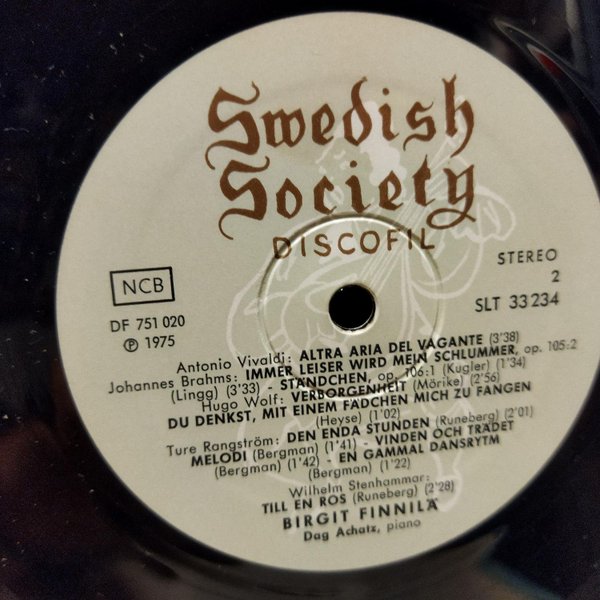 Swedish
Society
DISCOFIL
STEREO
NCB
2
DF 751 020
SLT 33 234
℗ 1975
Antonio Vivaldi: ALTRA ARIA DEL VAGANTE (3'38)
Johannes Brahms: IMMER LEISER WIRD MEIN SCHLUMMER, op. 105:2
(Lingg) (3'33) - STÄNDCHEN, op. 106:1 (Kugler) (1'34)
Hugo Wolf: VERBORGENHEIT (Mörike) (2'56)
DU DENKST, MIT EINEM FÄDCHEN MICH ZU FANGEN
(Heyse) (1'02)
Ture Rangström: DEN ENDA STUNDEN (Runeberg) (2'01)
MELODI (Bergman) (1'41) - VINDEN OCH TRÄDET
(Bergman) (1'42) - EN GAMMAL DANSRYTM
(Bergman) (1'22)
Wilhelm Stenhammar:
TILL EN ROS (Runeberg) (2'28)
BIRGIT FINNILÄ
Dag Achatz, piano